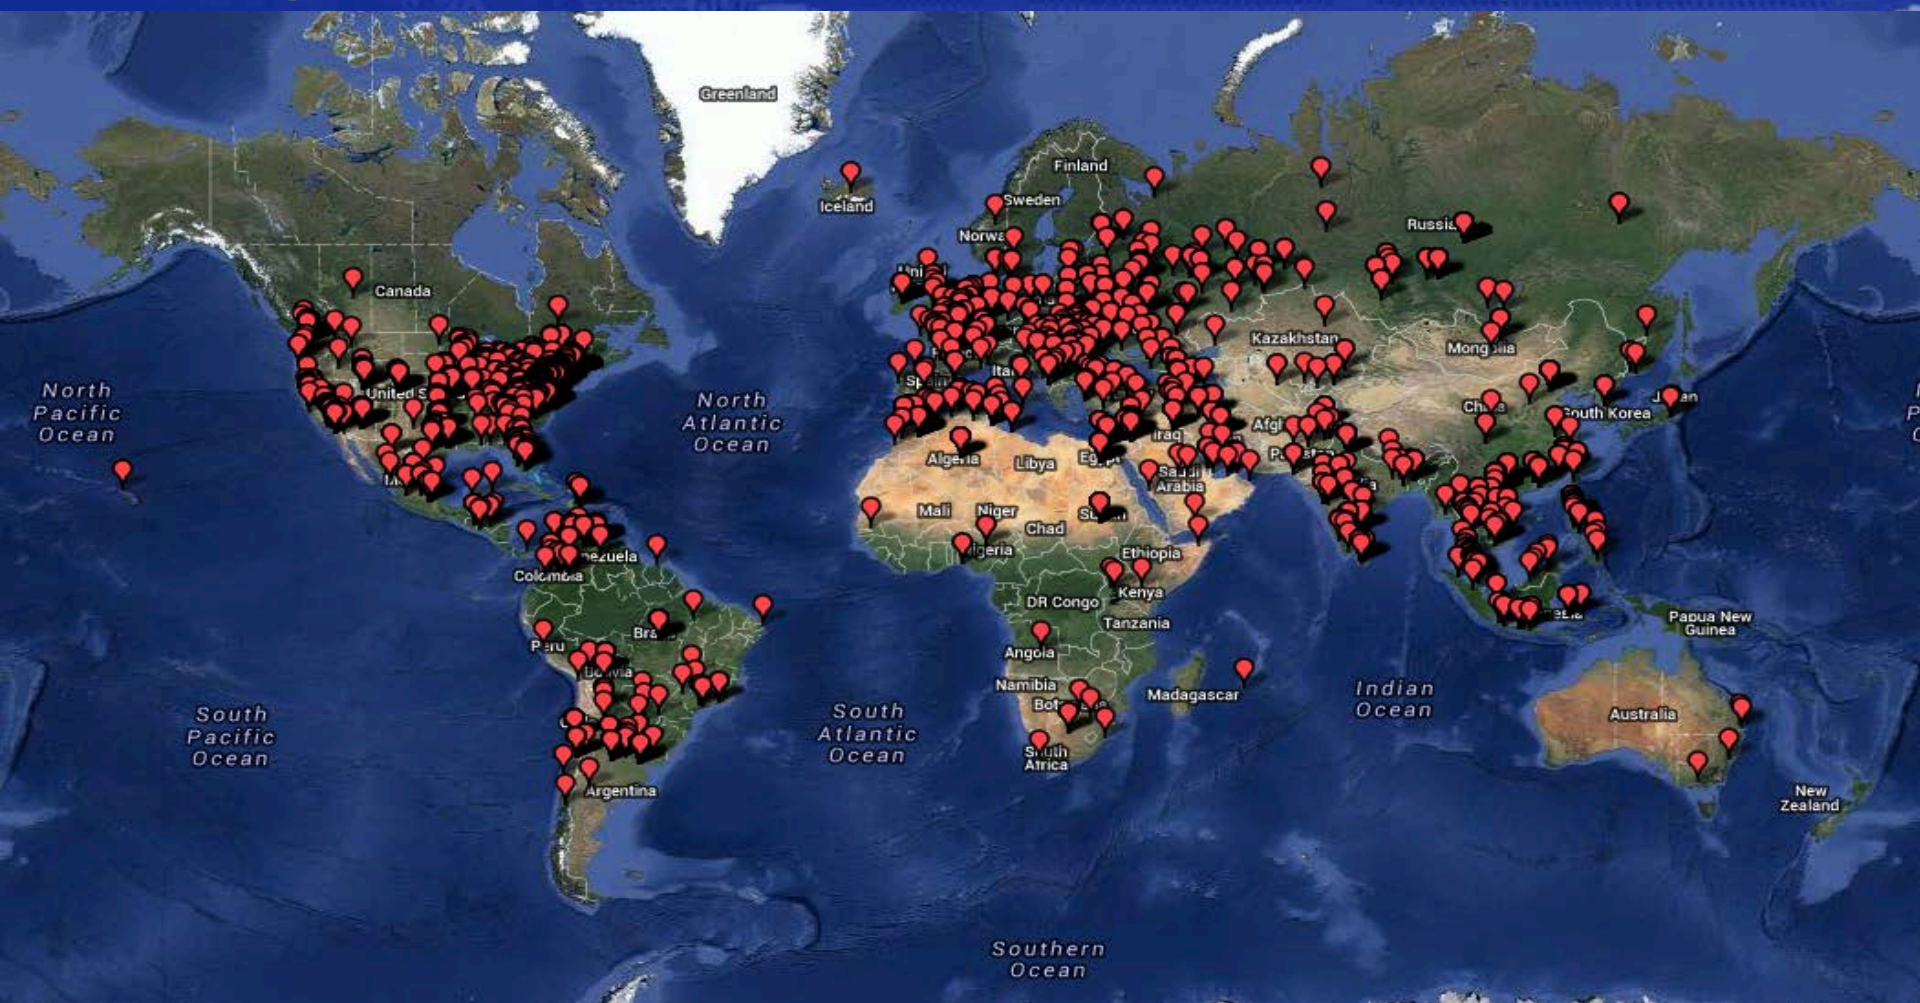 Greenland
Finland
Iceland
Sweden
Russia
Canada
Kazakhstan
North
Pacific
Ocean
North
Atlantic
Ocean
South Korea
Iraq
Algeria
Libya
Saudi
Arabia
Mali
Niger
Chad
Ethiopia
Colombia
DR Congo
Kenya
Tanzania
Papua New
Guinea
Peru
Angola
Namibia
Madagascar
Indian
Ocean
South
Pacific
Ocean
South
Atlantic
Ocean
Australia
South
Africa
Argentina
New
Zealand
Southern
Ocean